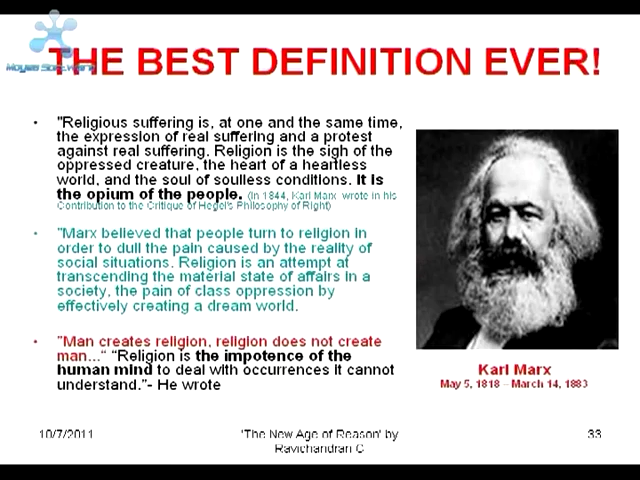 Moyea Software
THE BEST DEFINITION EVER!
• "Religious suffering is, at one and the same time,
the expression of real suffering and a protest
against real suffering. Religion is the sigh of the
oppressed creature, the heart of a heartless
world, and the soul of soulless conditions. It is
the opium of the people. (In 1844, Karl Marx wrote in his
Contribution to the Critique of Hegel's Philosophy of Right)
• "Marx believed that people turn to religion in
order to dull the pain caused by the reality of
social situations. Religion is an attempt at
transcending the material state of affairs in a
society, the pain of class oppression by
effectively creating a dream world.
• "Man creates religion, religion does not create
man..." "Religion is the impotence of the
human mind to deal with occurrences it cannot
understand."- He wrote
Karl Marx
May 5, 1818 – March 14, 1883
10/7/2011
'The New Age of Reason' by
Ravichandran C
33